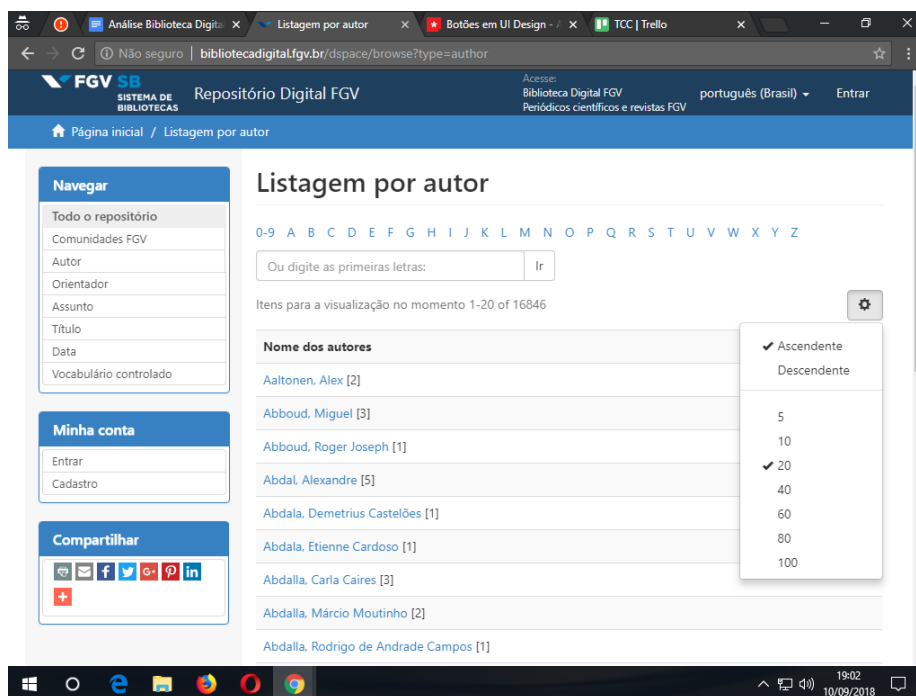 Análise Biblioteca Digita
Listagem por autor
Botões em UI Design - A
TCC | Trello
Não seguro | bibliotecadigital.fgv.br/dspace/browse?type=author
FGV SB
SISTEMA DE
BIBLIOTECAS
Repositório Digital FGV
Acesse:
Biblioteca Digital FGV
Periódicos científicos e revistas FGV
português (Brasil)
Entrar
Página inicial / Listagem por autor
Navegar
Todo o repositório
Comunidades FGV
Autor
Orientador
Assunto
Título
Data
Vocabulário controlado
Minha conta
Entrar
Cadastro
Compartilhar
Listagem por autor
0-9 A B C D E F G H I J K L M N O P Q R S T U V W X Y Z
Ou digite as primeiras letras:
Ir
Itens para a visualização no momento 1-20 of 16846
Nome dos autores
Aaltonen, Alex [2]
Abboud, Miguel [3]
Abboud, Roger Joseph [1]
Abdal, Alexandre [5]
Abdala, Demetrius Castelões [1]
Abdala, Etienne Cardoso [1]
Abdalla, Carla Caires [3]
Abdalla, Márcio Moutinho [2]
Abdalla, Rodrigo de Andrade Campos [1]
Ascendente
Descendente
5
10
20
40
60
80
100
19:02
10/09/2018